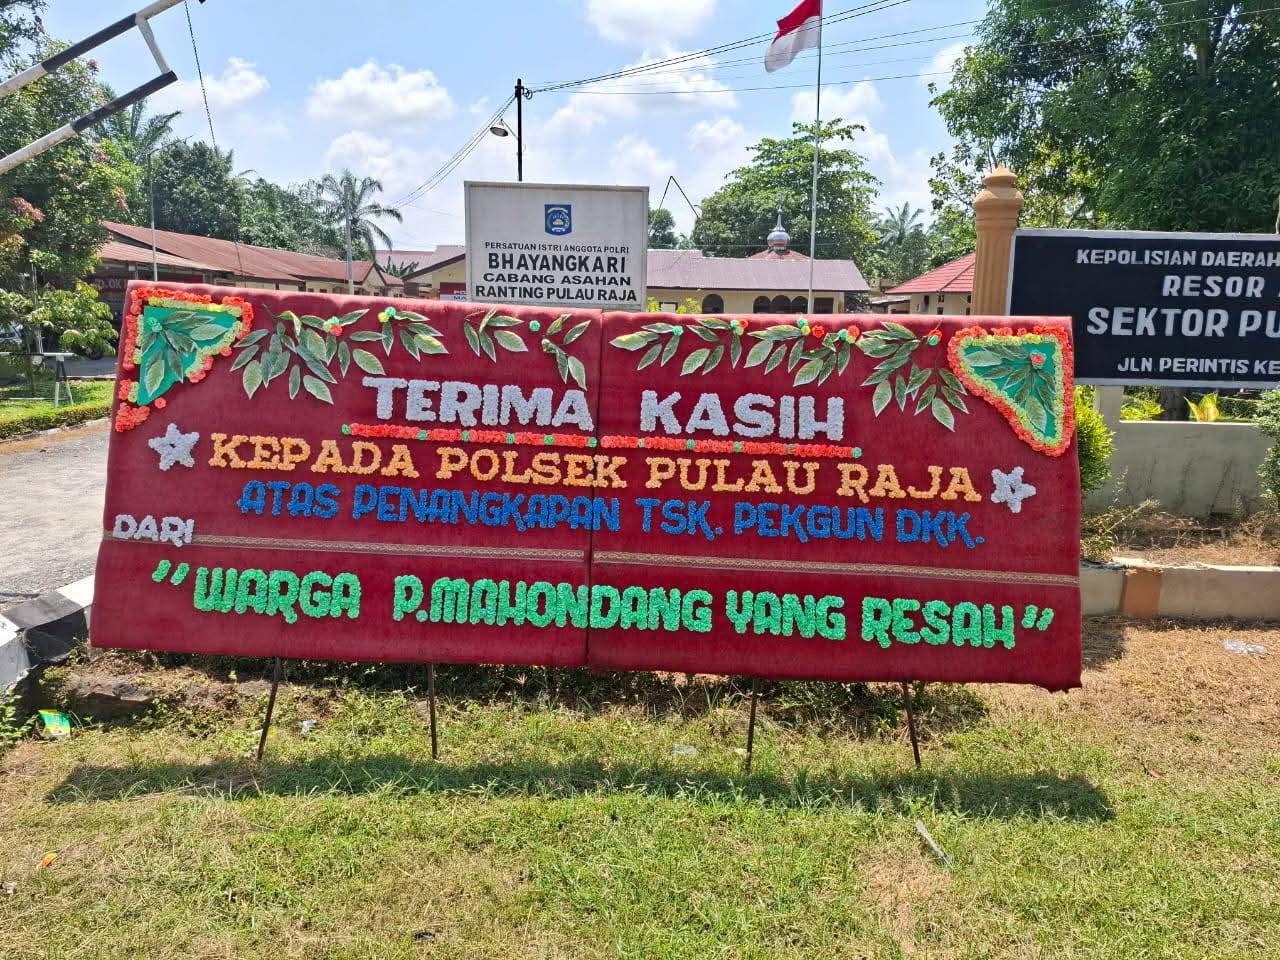 PERSATUAN ISTRI ANGGOTA POLRI
BHAYANGKARI
CABANG ASAHAN
RANTING PULAU RAJA
KEPOLISIAN DAERAH
RESOR
SEKTOR PU
JLN PERINTIS KE
TERIMA KASIH
KEPADA POLSEK PULAU RAJA
ATAS PENANGKAPAN TSK. PEKGUN DKK.
DARI
"WARGA P.MAHONDANG YANG RESAH"